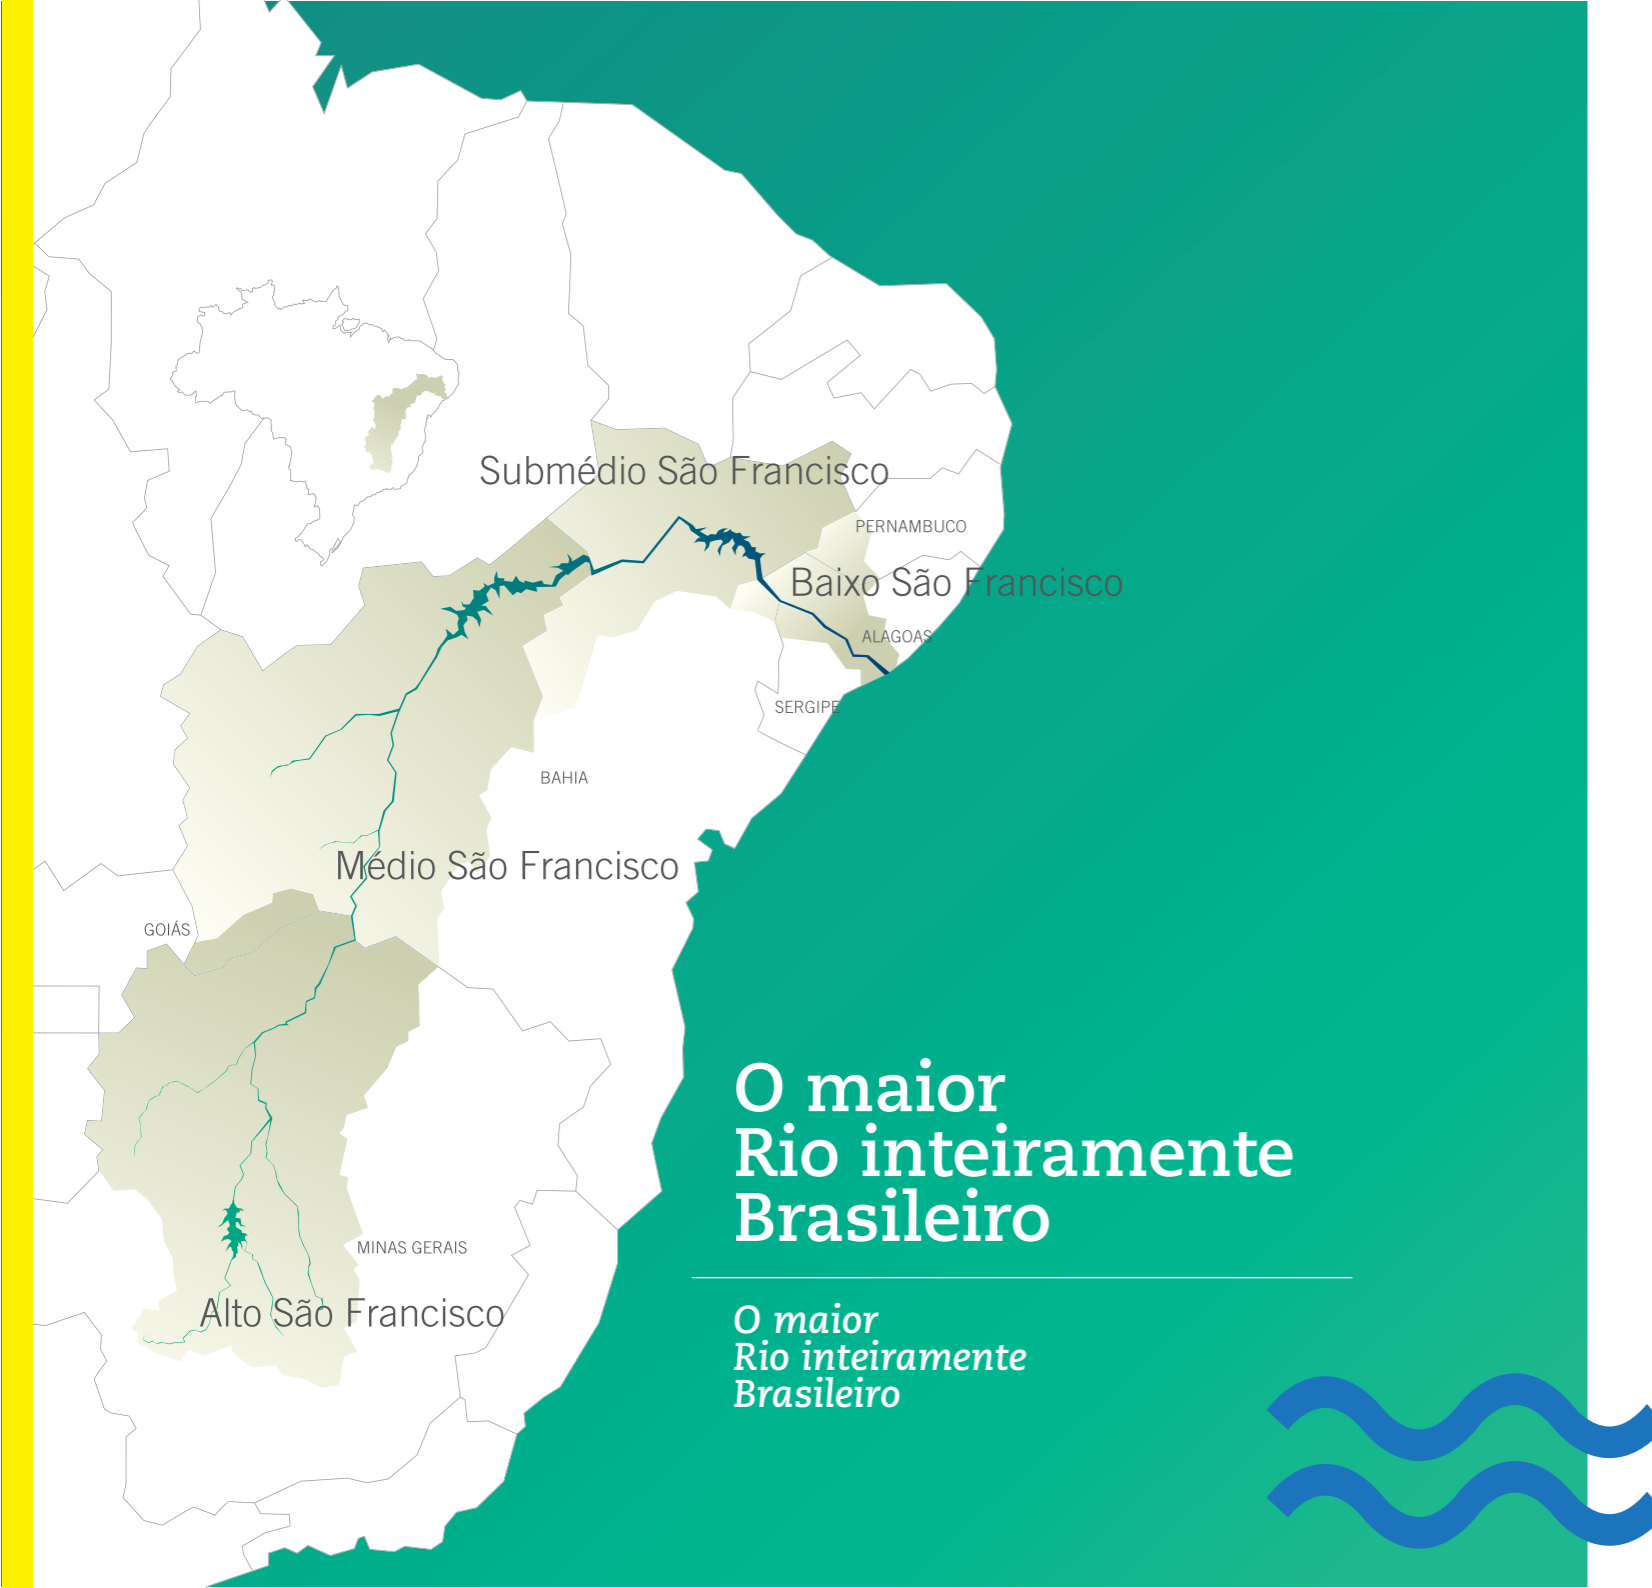 Submédio São Francisco
PERNAMBUCO
Baixo São Francisco
ALAGOAS
SERGIPE
BAHIA
Médio São Francisco
GOIÁS
MINAS GERAIS
Alto São Francisco
O maior
Rio inteiramente
Brasileiro
O maior
Rio inteiramente
Brasileiro